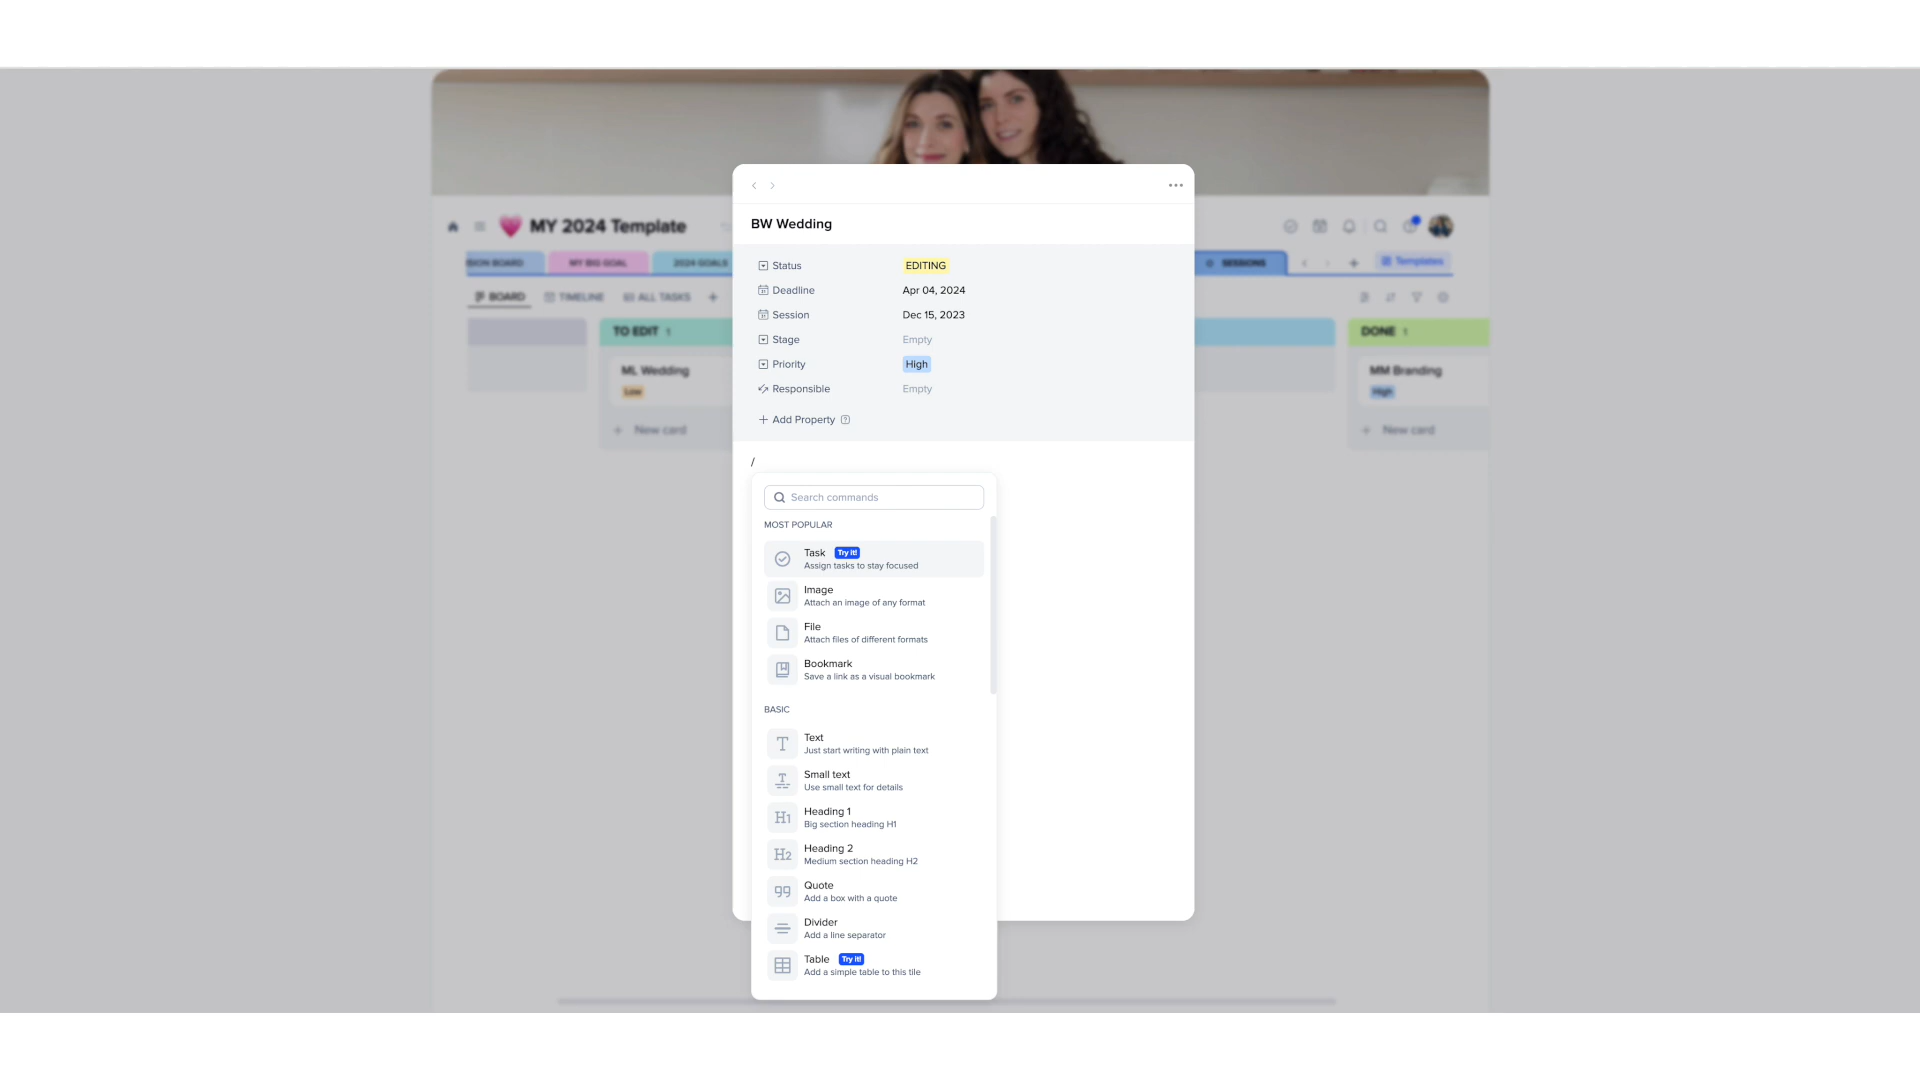 BW Wedding
MY 2024 Template
VISION BOARD
MY BIG GOAL
2024 GOALS
SESSIONS
Templates
BOARD
TIMELINE
ALL TASKS
Status EDITING
Deadline Apr 04, 2024
Session Dec 15, 2023
Stage Empty
Priority High
Responsible Empty
+ Add Property
TO EDIT 1
ML Wedding
Low
+ New card
DONE 1
MM Branding
High
+ New card
/
Search commands
MOST POPULAR
Task Try it!
Assign tasks to stay focused
Image
Attach an image of any format
File
Attach files of different formats
Bookmark
Save a link as a visual bookmark
BASIC
Text
Just start writing with plain text
Small text
Use small text for details
H1 Heading 1
Big section heading H1
H2 Heading 2
Medium section heading H2
Quote
Add a box with a quote
Divider
Add a line separator
Table Try it!
Add a simple table to this tile